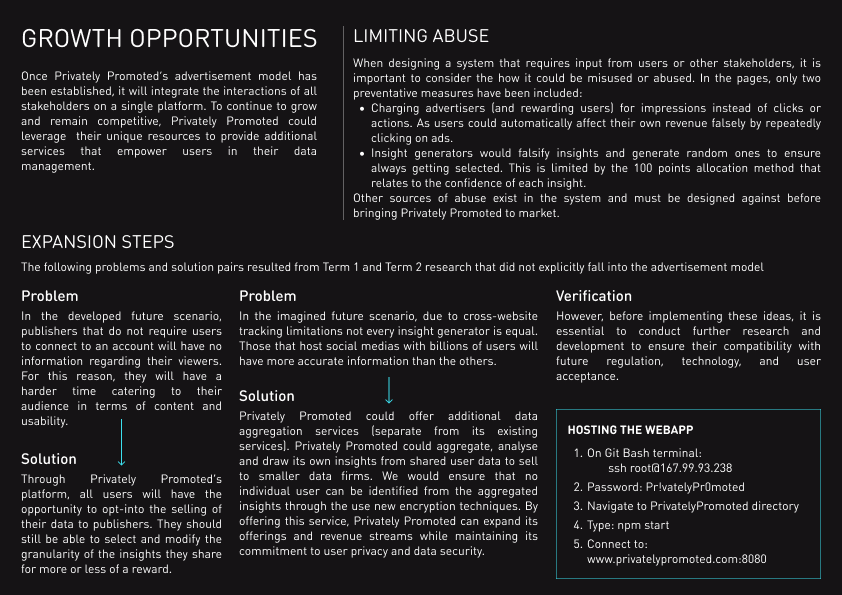 GROWTH OPPORTUNITIES
Once Privately Promoted's advertisement model has
been established, it will integrate the interactions of all
stakeholders on a single platform. To continue to grow
and remain competitive, Privately Promoted could
leverage their unique resources to provide additional
services that empower users in their data
management.
LIMITING ABUSE
When designing a system that requires input from users or other stakeholders, it is
important to consider the how it could be misused or abused. In the pages, only two
preventative measures have been included:
• Charging advertisers (and rewarding users) for impressions instead of clicks or
actions. As users could automatically affect their own revenue falsely by repeatedly
clicking on ads.
• Insight generators would falsify insights and generate random ones to ensure
always getting selected. This is limited by the 100 points allocation method that
relates to the confidence of each insight.
Other sources of abuse exist in the system and must be designed against before
bringing Privately Promoted to market.
EXPANSION STEPS
The following problems and solution pairs resulted from Term 1 and Term 2 research that did not explicitly fall into the advertisement model
Problem
In the developed future scenario,
publishers that do not require users
to connect to an account will have no
information regarding their viewers.
For this reason, they will have a
harder time catering to their
audience in terms of content and
usability.
Solution
Through Privately Promoted's
platform, all users will have the
opportunity to opt-into the selling of
their data to publishers. They should
still be able to select and modify the
granularity of the insights they share
for more or less of a reward.
Problem
In the imagined future scenario, due to cross-website
tracking limitations not every insight generator is equal.
Those that host social medias with billions of users will
have more accurate information than the others.
Solution
Privately Promoted could offer additional data
aggregation services (separate from its existing
services). Privately Promoted could aggregate, analyse
and draw its own insights from shared user data to sell
to smaller data firms. We would ensure that no
individual user can be identified from the aggregated
insights through the use new encryption techniques. By
offering this service, Privately Promoted can expand its
offerings and revenue streams while maintaining its
commitment to user privacy and data security.
Verification
However, before implementing these ideas, it is
essential to conduct further research and
development to ensure their compatibility with
future regulation, technology, and user
acceptance.
HOSTING THE WEBAPP
1. On Git Bash terminal:
ssh root@167.99.93.238
2. Password: Pr!vatelyPr0moted
3. Navigate to PrivatelyPromoted directory
4. Type: npm start
5. Connect to:
www.privatelypromoted.com:8080